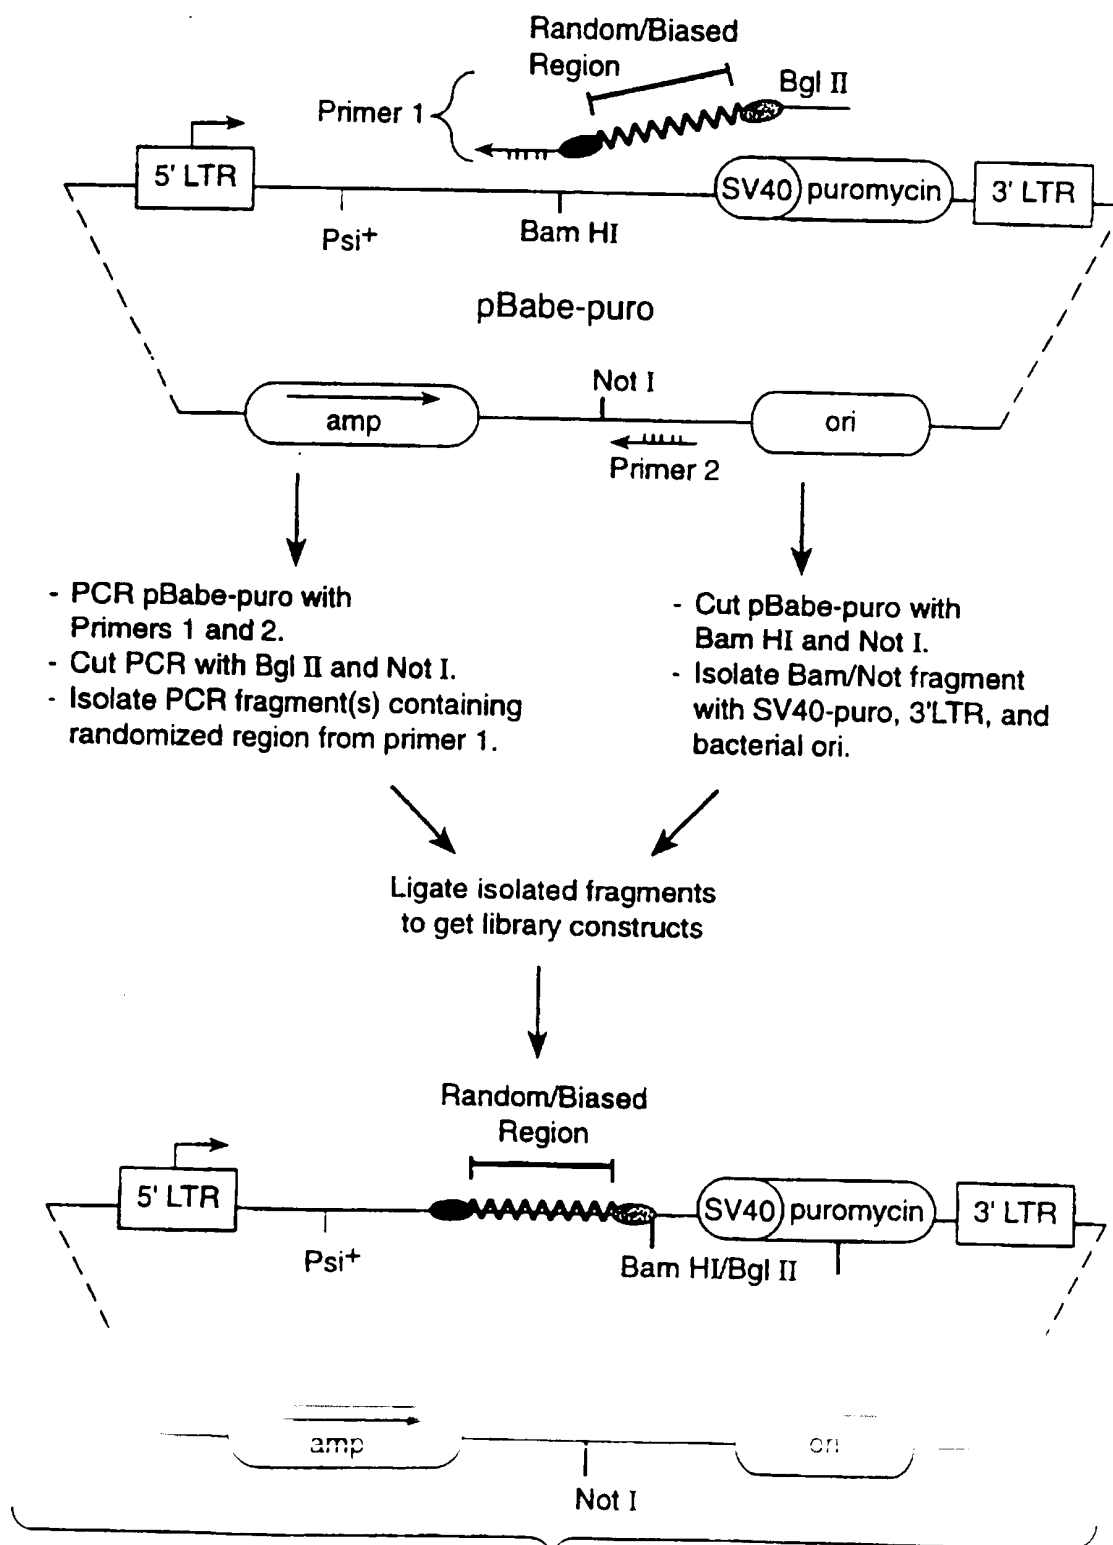 Random/Biased
Region
Bgl II
Primer 1
5' LTR
SV40
puromycin
3' LTR
Psi+
Bam HI
pBabe-puro
Not I
amp
ori
Primer 2
- PCR pBabe-puro with
Primers 1 and 2.
- Cut PCR with Bgl II and Not I.
- Isolate PCR fragment(s) containing
randomized region from primer 1.
- Cut pBabe-puro with
Bam HI and Not I.
- Isolate Bam/Not fragment
with SV40-puro, 3'LTR, and
bacterial ori.
Ligate isolated fragments
to get library constructs
Random/Biased
Region
5' LTR
SV40
puromycin
3' LTR
Psi+
Bam HI/Bgl II
amp
ori
Not I